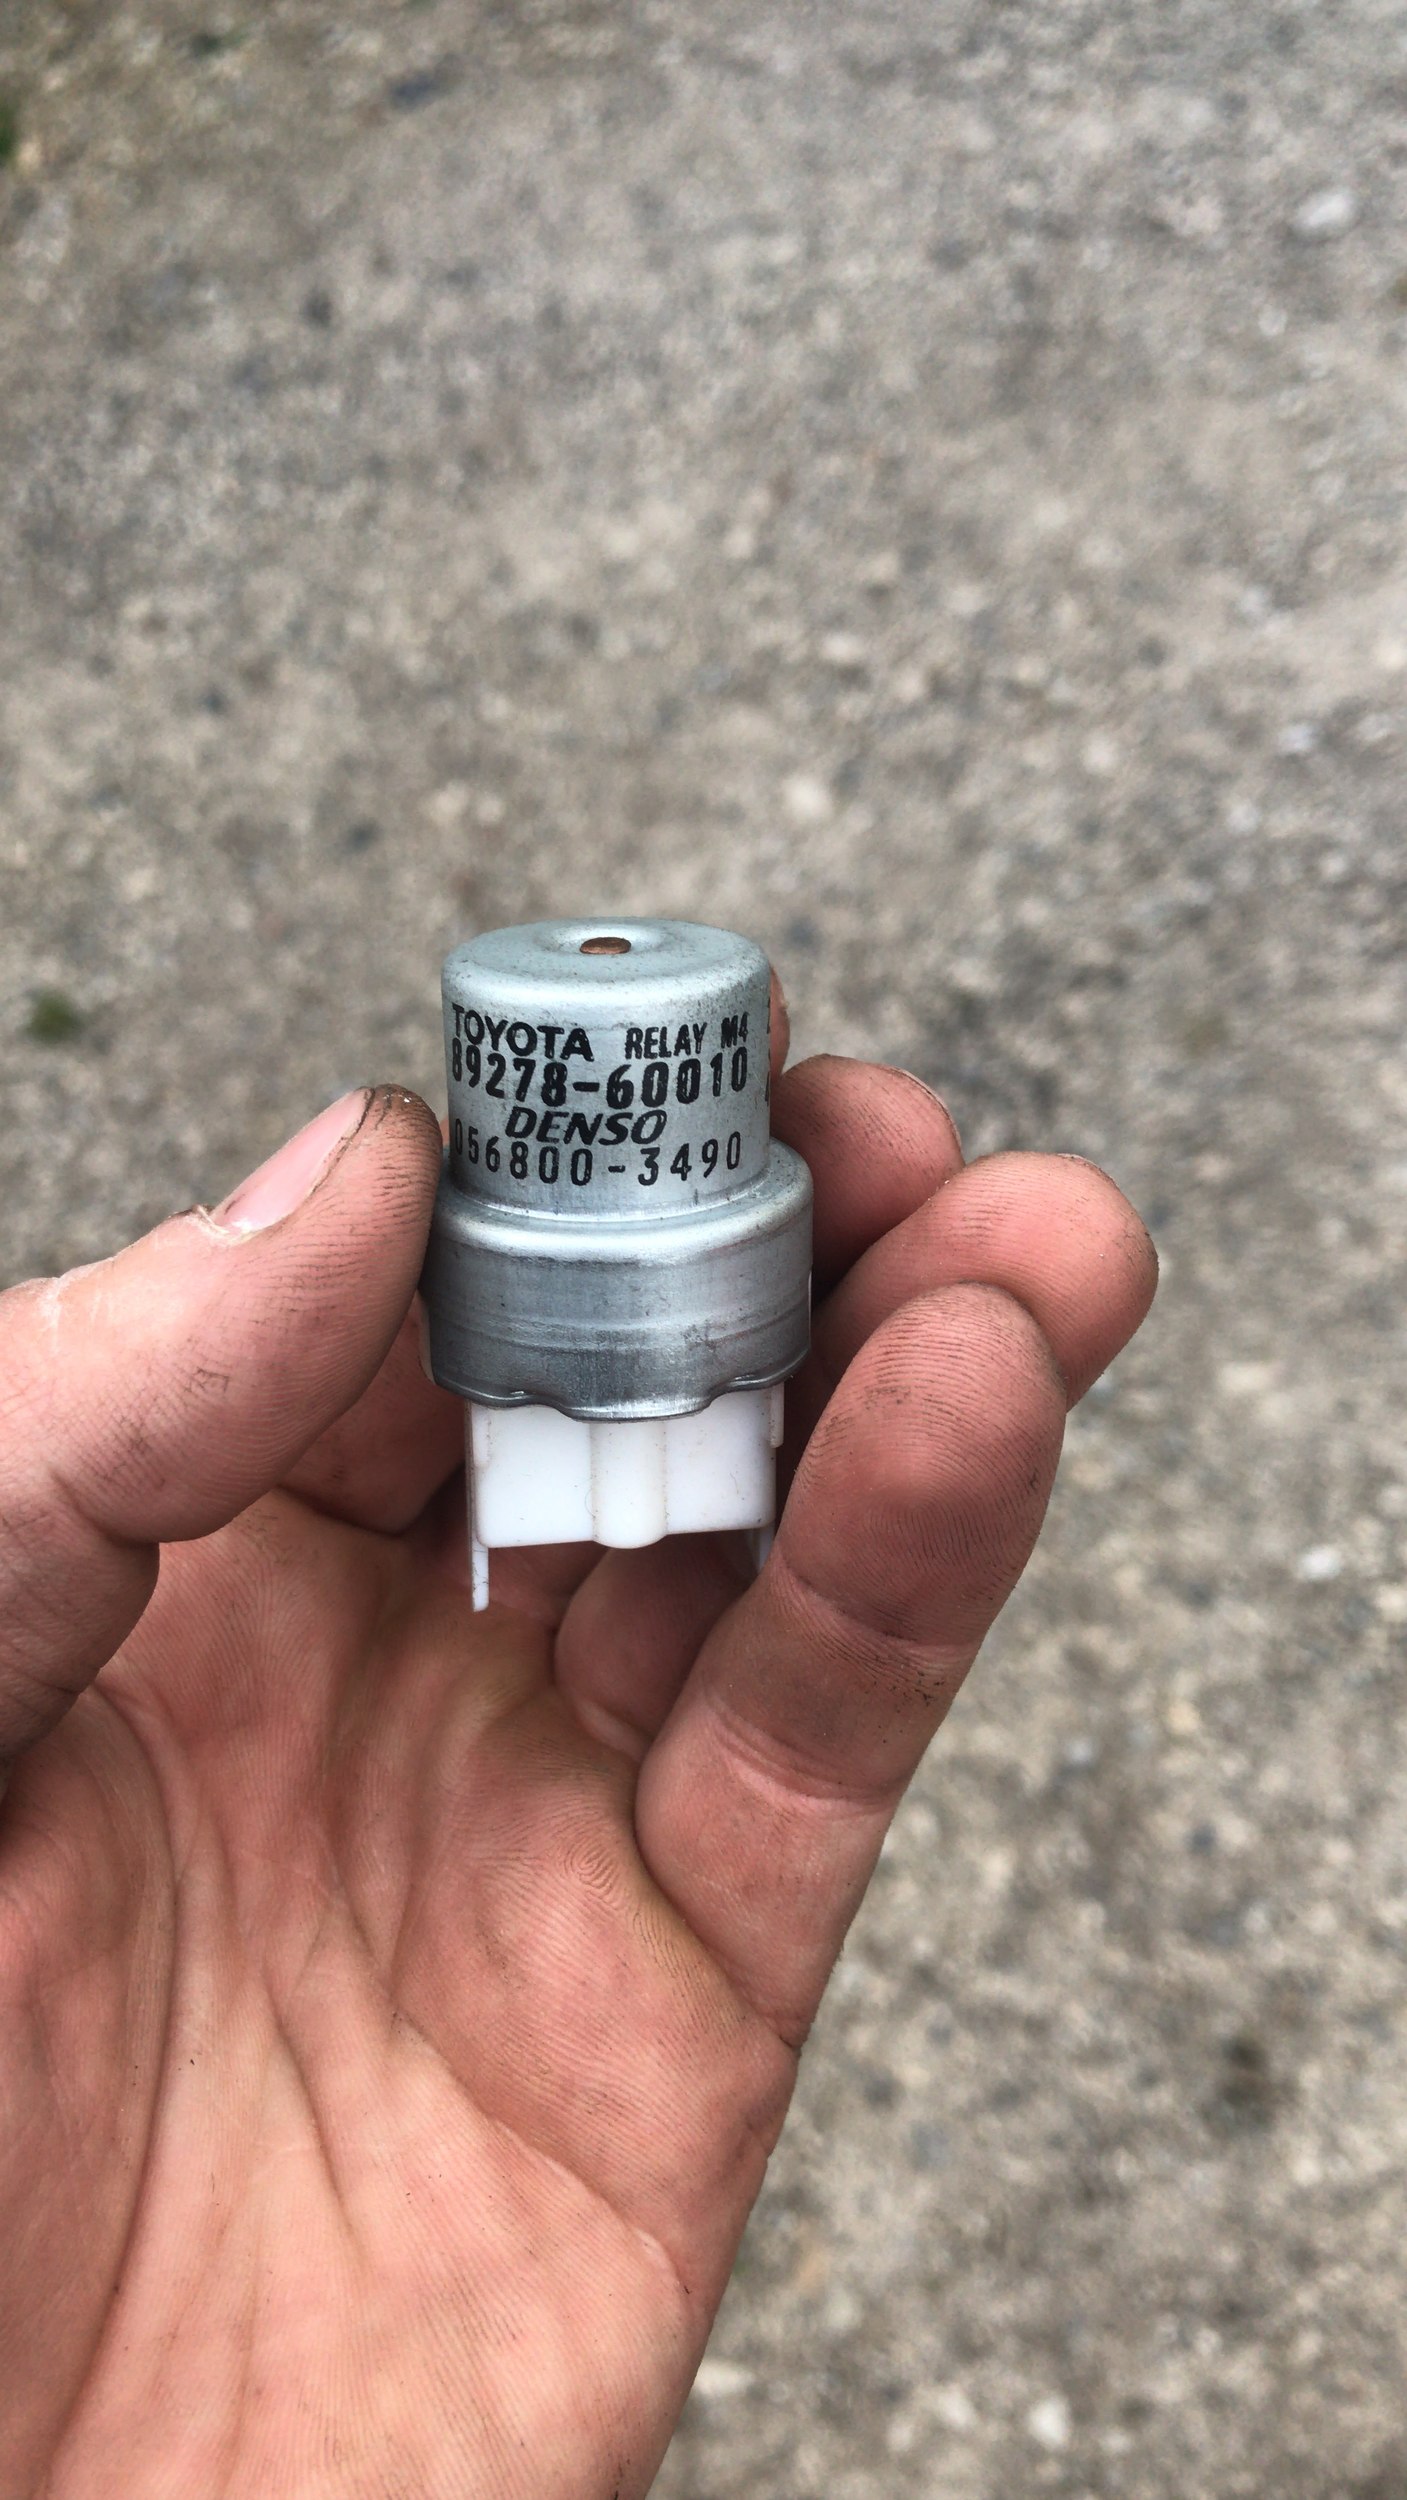 TOYOTA RELAY M4
89278-60010
DENSO
056800-3490